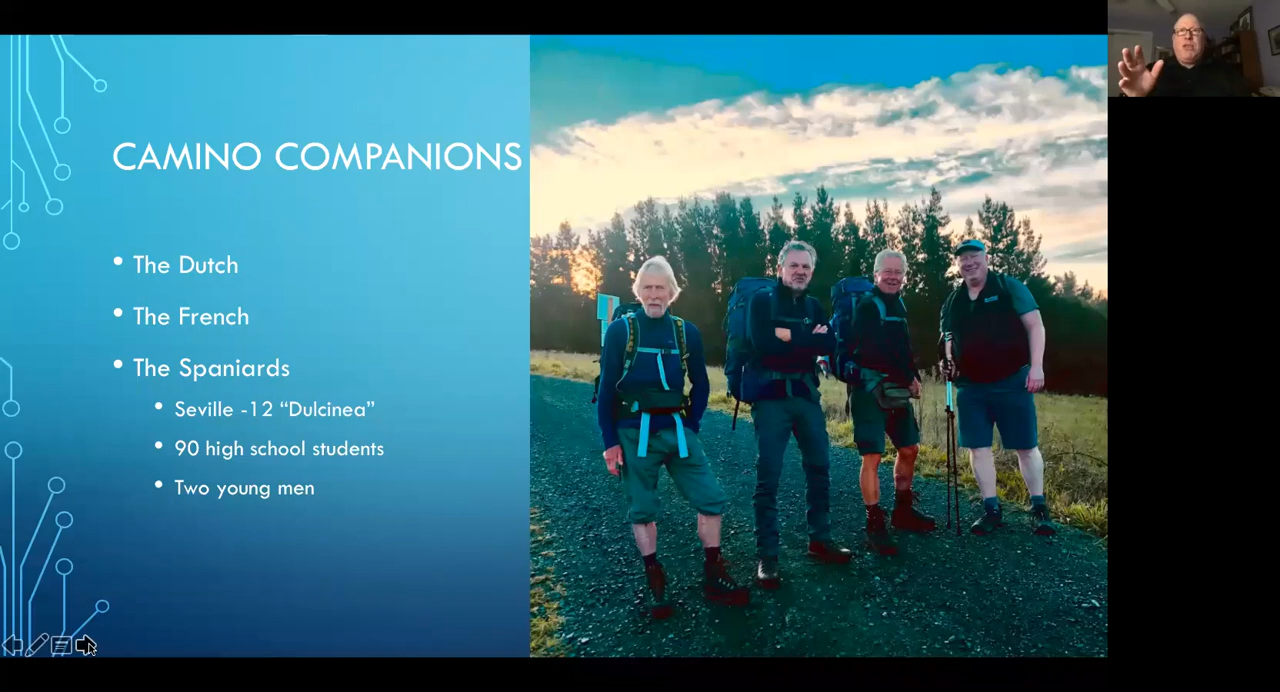 CAMINO COMPANIONS
• The Dutch
• The French
• The Spaniards
• Seville -12 “Dulcinea”
• 90 high school students
• Two young men